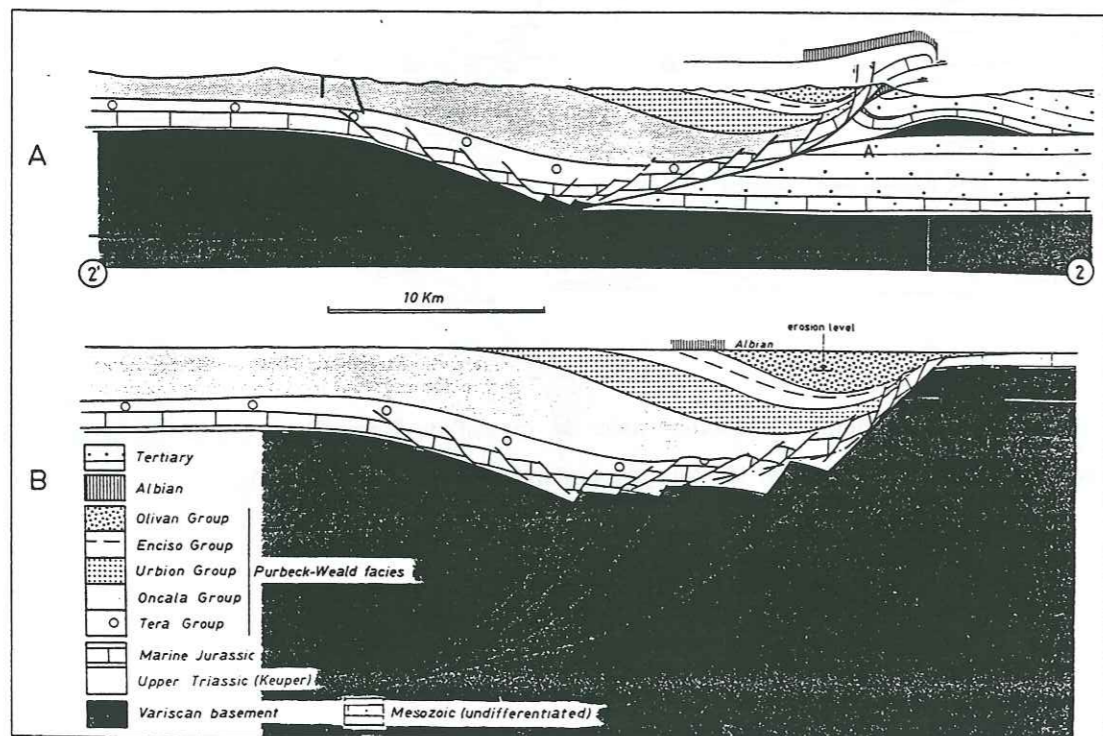 A
A
2'
2
10 Km
erosion level
Albian
B
Tertiary
Albian
Olivan Group
Enciso Group
Urbion Group
Purbeck-Weald facies
Oncala Group
Tera Group
Marine Jurassic
Upper Triassic (Keuper)
Variscan basement
Mesozoic (undifferentiated)